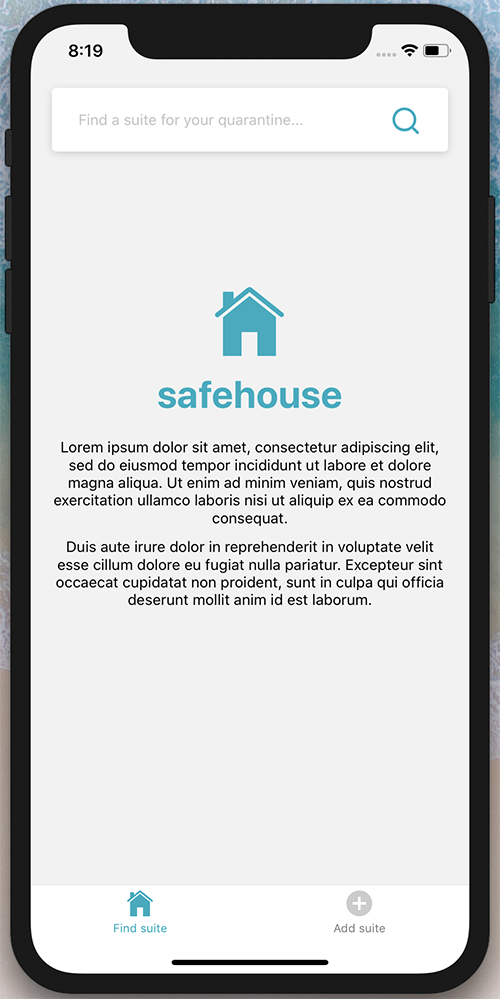 8:19
Find a suite for your quarantine...
safehouse
Lorem ipsum dolor sit amet, consectetur adipiscing elit,
sed do eiusmod tempor incididunt ut labore et dolore
magna aliqua. Ut enim ad minim veniam, quis nostrud
exercitation ullamco laboris nisi ut aliquip ex ea commodo
consequat.
Duis aute irure dolor in reprehenderit in voluptate velit
esse cillum dolore eu fugiat nulla pariatur. Excepteur sint
occaecat cupidatat non proident, sunt in culpa qui officia
deserunt mollit anim id est laborum.
Find suite
Add suite